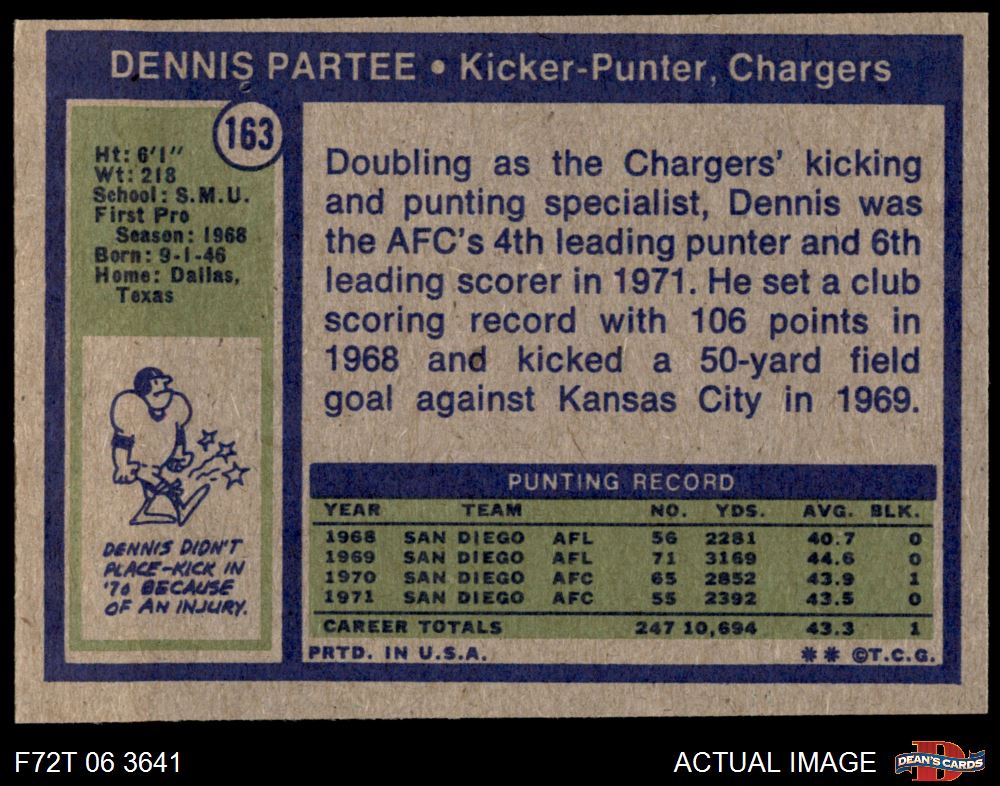 DENNIS PARTEE • Kicker-Punter, Chargers
163
Ht: 6'1"
Wt: 218
School: S.M.U.
First Pro
Season: 1968
Born: 9-1-46
Home: Dallas,
Texas
DENNIS DIDN'T
PLACE-KICK IN
'70 BECAUSE
OF AN INJURY.
Doubling as the Chargers' kicking
and punting specialist, Dennis was
the AFC's 4th leading punter and 6th
leading scorer in 1971. He set a club
scoring record with 106 points in
1968 and kicked a 50-yard field
goal against Kansas City in 1969.
PUNTING RECORD
YEAR TEAM NO. YDS. AVG. BLK.
1968 SAN DIEGO AFL 56 2281 40.7 0
1969 SAN DIEGO AFL 71 3169 44.6 0
1970 SAN DIEGO AFC 65 2852 43.9 1
1971 SAN DIEGO AFC 55 2392 43.5 0
CAREER TOTALS 247 10,694 43.3 1
PRTD. IN U.S.A. ** ©T.C.G.
F72T 06 3641 ACTUAL IMAGE DEAN'S CARDS